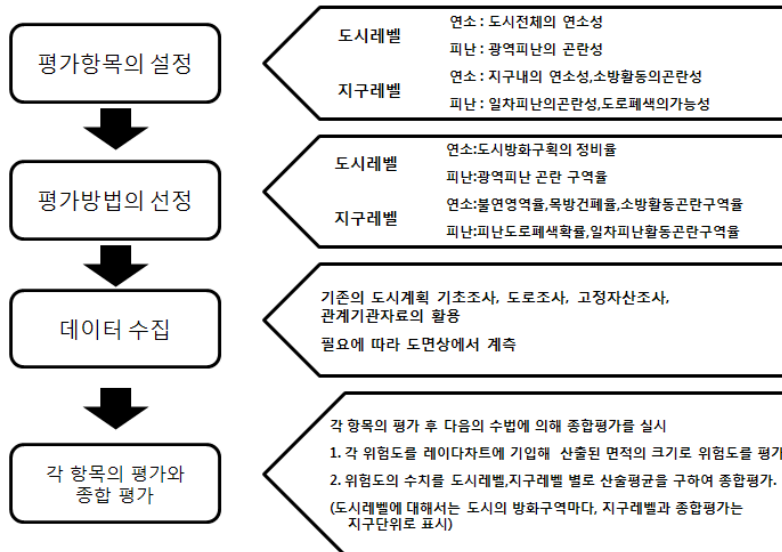 평가항목의 설정
도시레벨
연소 : 도시전체의 연소성
피난 : 광역피난의 곤란성
지구레벨
연소 : 지구내의 연소성,소방활동의곤란성
피난 : 일차피난의곤란성,도로폐색의가능성
평가방법의 선정
도시레벨
연소:도시방화구획의 정비율
피난:광역피난 곤란 구역율
지구레벨
연소:불연영역율,목방건폐율,소방활동곤란구역율
피난:피난도로폐색확률,일차피난활동곤란구역율
데이터 수집
기존의 도시계획 기초조사, 도로조사, 고정자산조사,
관계기관자료의 활용
필요에 따라 도면상에서 계측
각 항목의 평가와
종합 평가
각 항목의 평가 후 다음의 수법에 의해 종합평가를 실시
1. 각 위험도를 레이다차트에 기입해 산출된 면적의 크기로 위험도를 평가
2. 위험도의 수치를 도시레벨,지구레벨 별로 산술평균을 구하여 종합평가.
(도시레벨에 대해서는 도시의 방화구역마다, 지구레벨과 종합평가는
지구단위로 표시)